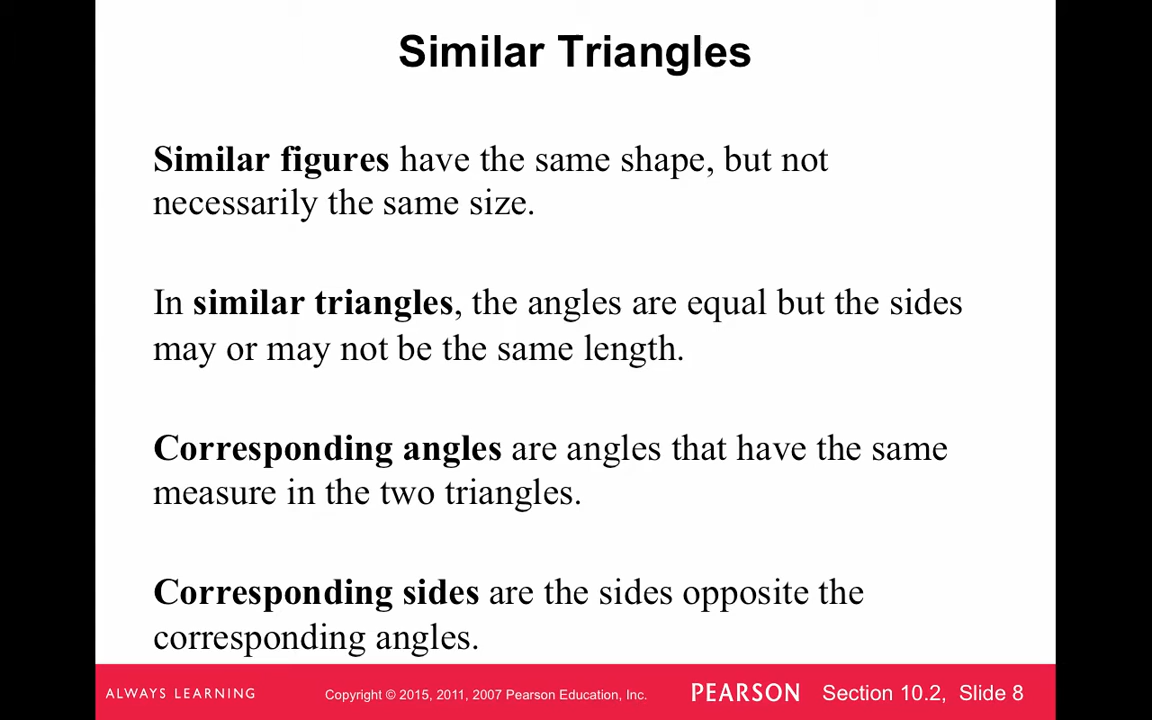 Similar Triangles
Similar figures have the same shape, but not
necessarily the same size.
In similar triangles, the angles are equal but the sides
may or may not be the same length.
Corresponding angles are angles that have the same
measure in the two triangles.
Corresponding sides are the sides opposite the
corresponding angles.
ALWAYS LEARNING Copyright © 2015, 2011, 2007 Pearson Education, Inc. PEARSON Section 10.2, Slide 8